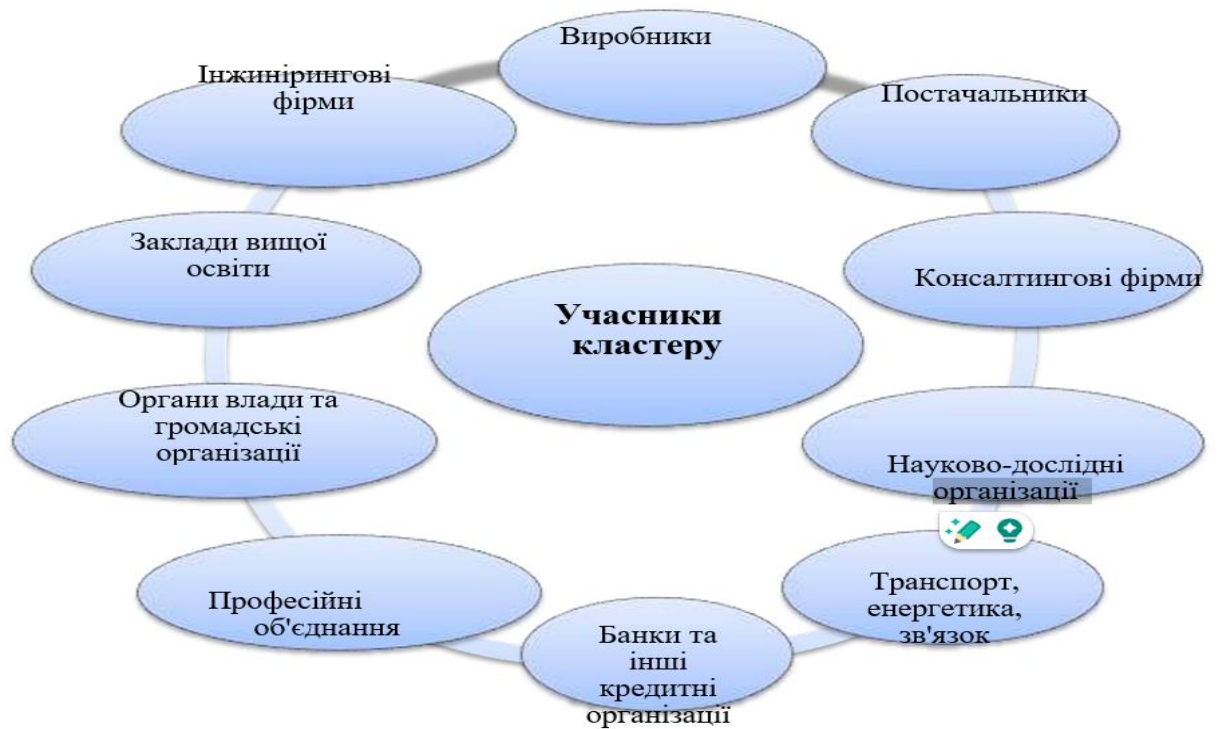 Виробники
Постачальники
Консалтингові фірми
Науково-дослідні
організації
Транспорт,
енергетика,
зв'язок
Банки та
інші
кредитні
організації
Професійні
об'єднання
Органи влади та
громадські
організації
Заклади вищої
освіти
Інжинірингові
фірми
Учасники
кластеру